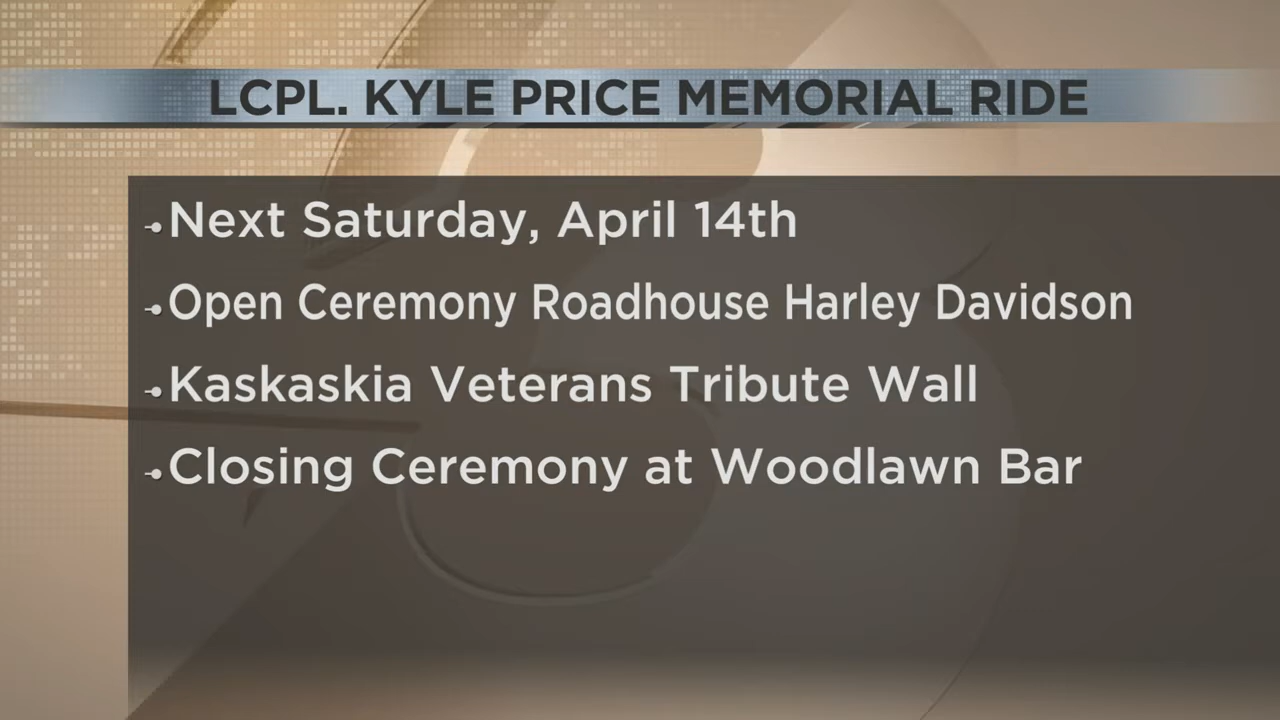 LCPL. KYLE PRICE MEMORIAL RIDE
Next Saturday, April 14th
Open Ceremony Roadhouse Harley Davidson
Kaskaskia Veterans Tribute Wall
Closing Ceremony at Woodlawn Bar